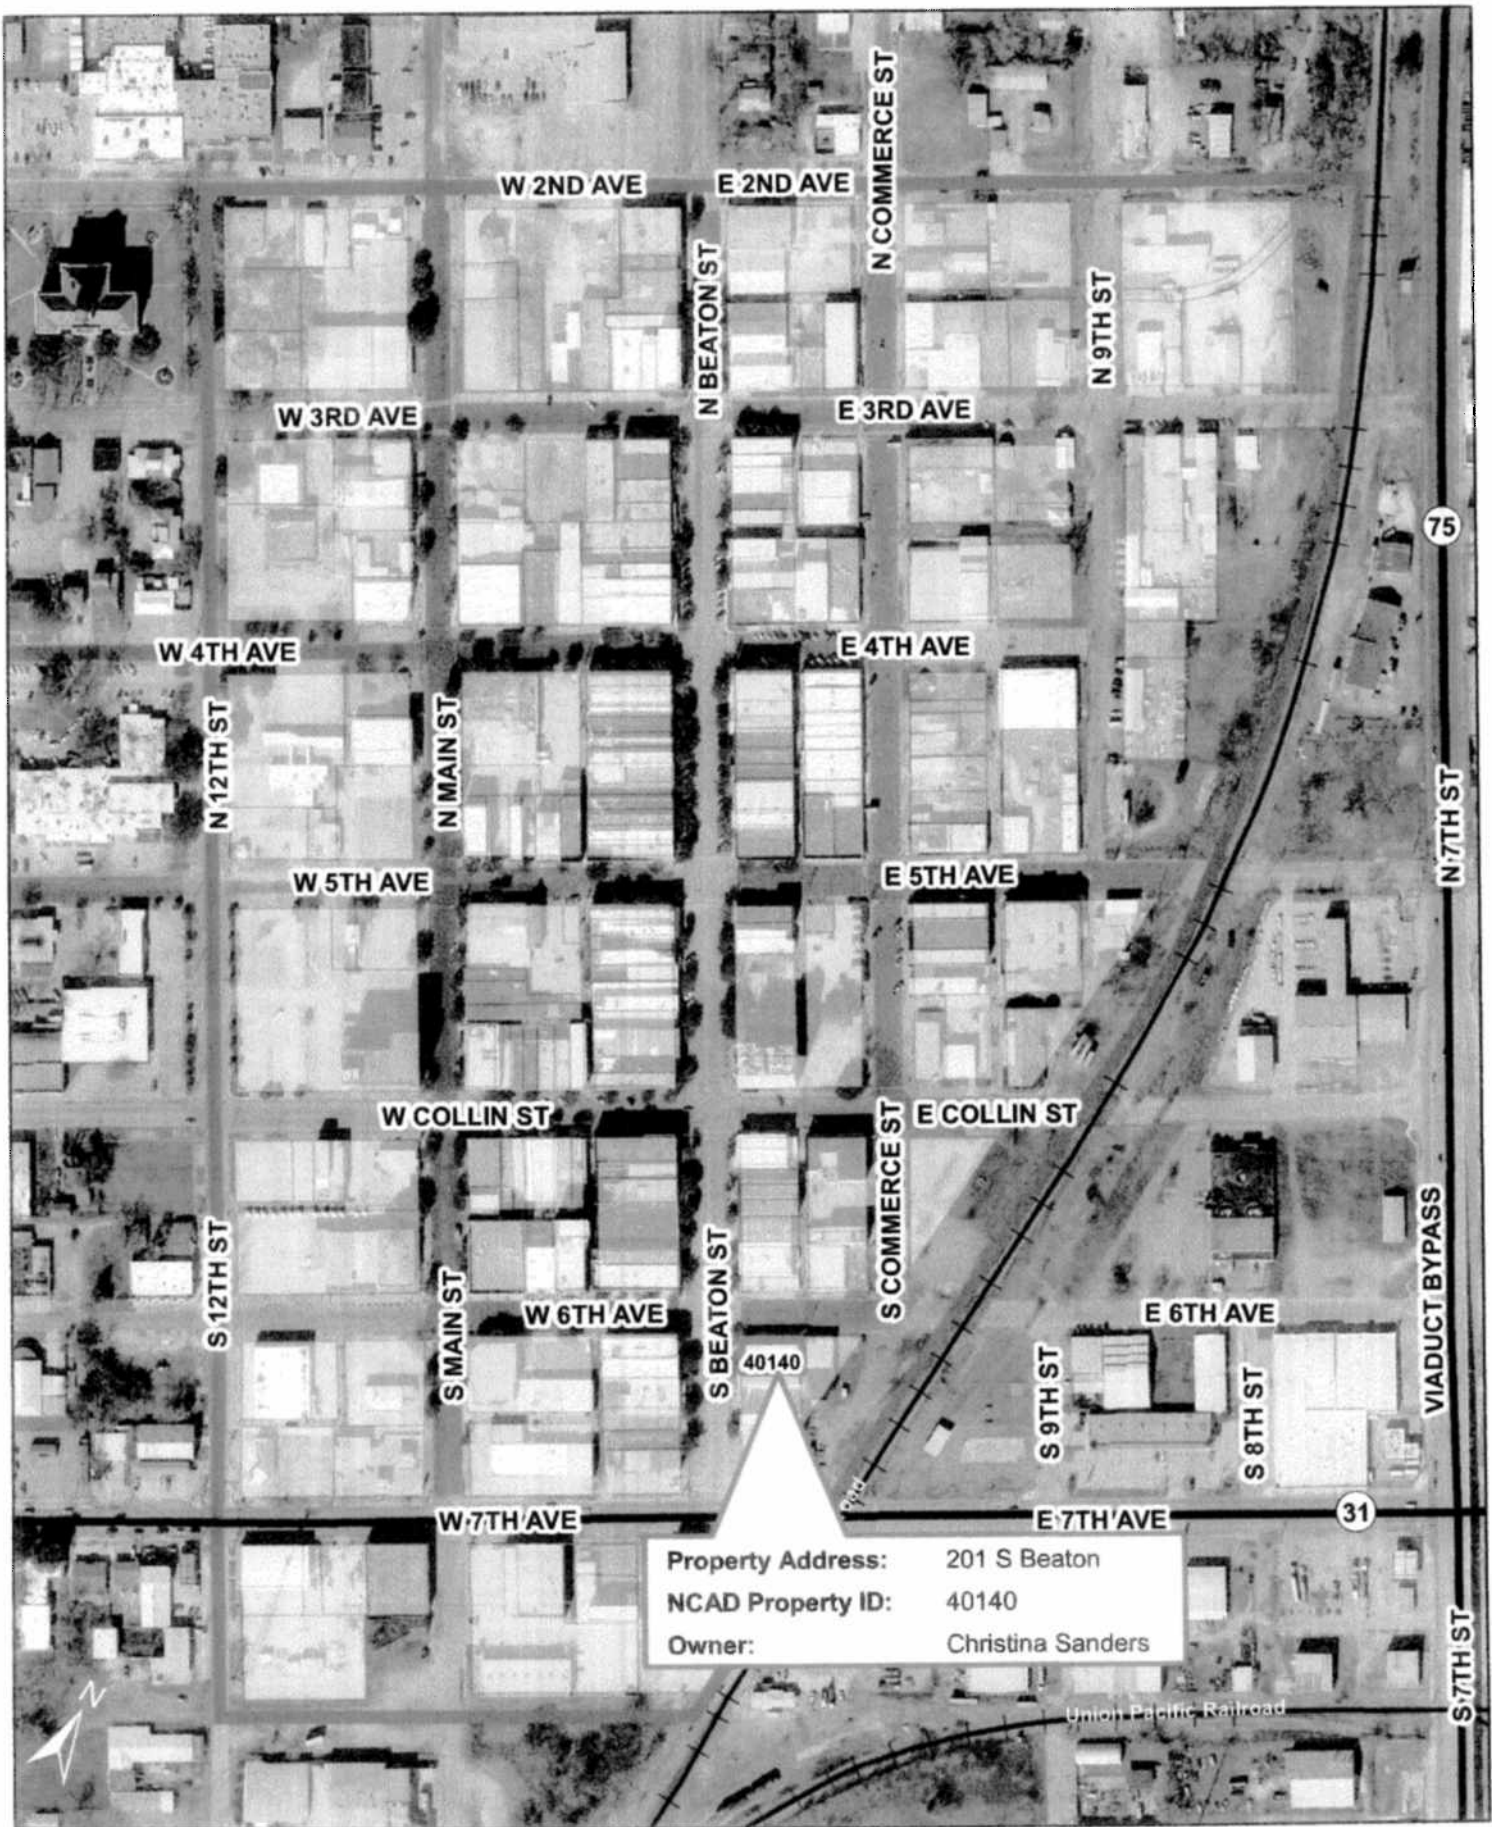 N COMMERCE ST
W 2ND AVE
E 2ND AVE
N BEATON ST
N 9TH ST
W 3RD AVE
E 3RD AVE
75
W 4TH AVE
E 4TH AVE
N 12TH ST
N MAIN ST
N 7TH ST
W 5TH AVE
E 5TH AVE
W COLLIN ST
E COLLIN ST
S COMMERCE ST
S 12TH ST
S MAIN ST
S BEATON ST
VIADUCT BYPASS
W 6TH AVE
E 6TH AVE
40140
S 9TH ST
S 8TH ST
W 7TH AVE
E 7TH AVE
31
Property Address: 201 S Beaton
NCAD Property ID: 40140
Owner: Christina Sanders
S 7TH ST
N
Union Pacific Railroad